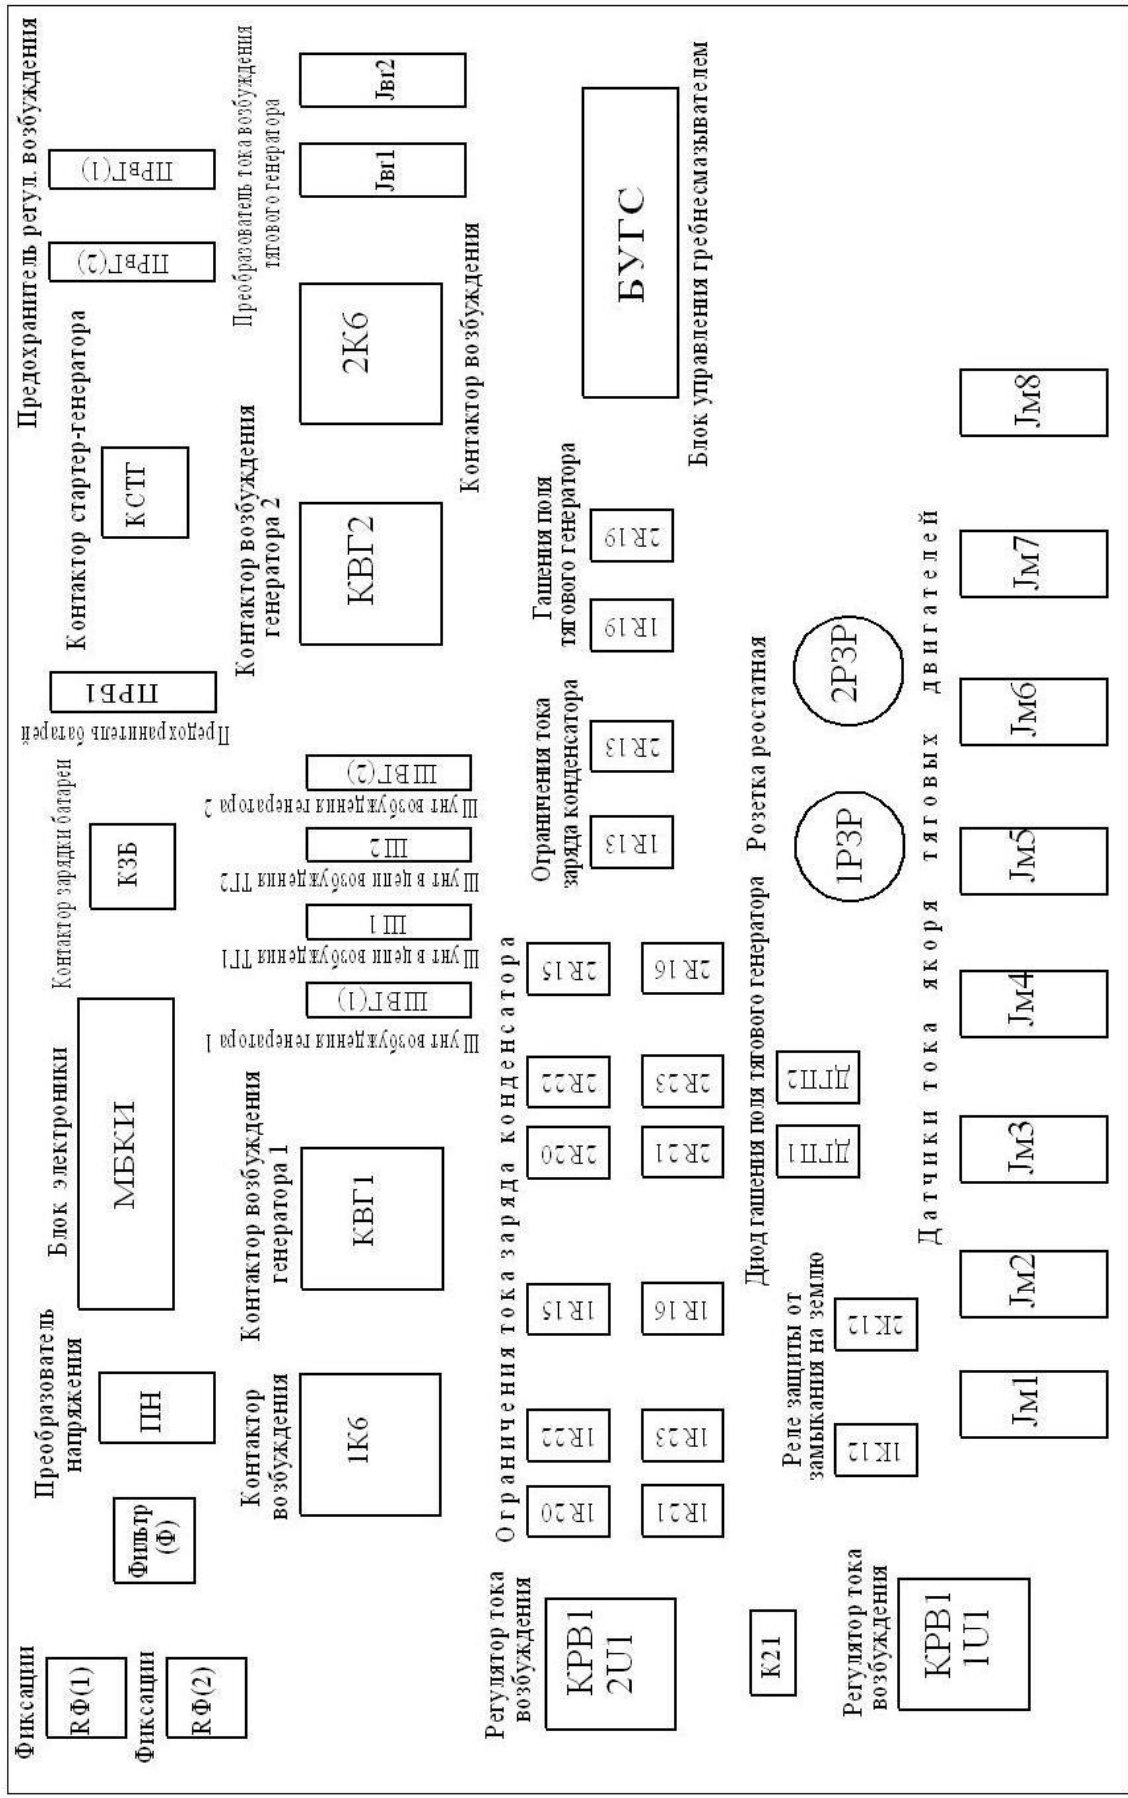 Фиксации
RФ(1)
Фиксации
RФ(2)
Фильтр
(Ф)
Преобразователь
напряжения
ПН
Блок электроники
МБКИ
Контактор зарядки батареи
КЗБ
Предохранитель батарей
ПРБ1
Контактор стартер-генератора
КСТГ
Предохранитель регул. возбуждения
ПРвГ(2)
ПРвГ(1)
Контактор
возбуждения
1К6
Контактор возбуждения
генератора 1
КВГ1
Шунт возбуждения генератора 1
ШВГ(1)
Шунт в цепи возбуждения ТГ1
Ш1
Шунт в цепи возбуждения ТГ2
Ш2
Шунт возбуждения генератора 2
ШВГ(2)
Контактор возбуждения
генератора 2
КВГ2
2К6
Контактор возбуждения
Преобразователь тока возбуждения
тягового генератора
Jвг1
Jвг2
Регулятор тока
возбуждения
КРВ1
2U1
Ограничения тока заряда конденсатора
1R20
1R22
1R15
2R20
2R22
2R15
1R21
1R23
1R16
2R21
2R23
2R16
Ограничения тока
заряда конденсатора
1R13
2R13
Гашения поля
тягового генератора
1R19
2R19
БУГС
Блок управления гребнесмазывателем
К21
Регулятор тока
возбуждения
КРВ1
1U1
Реле защиты от
замыкания на землю
1К12
2К12
Диод гашения поля тягового генератора
ДГП1
ДГП2
Розетка реостатная
1РЗР
2РЗР
Датчики тока якоря тяговых двигателей
Jм1
Jм2
Jм3
Jм4
Jм5
Jм6
Jм7
Jм8